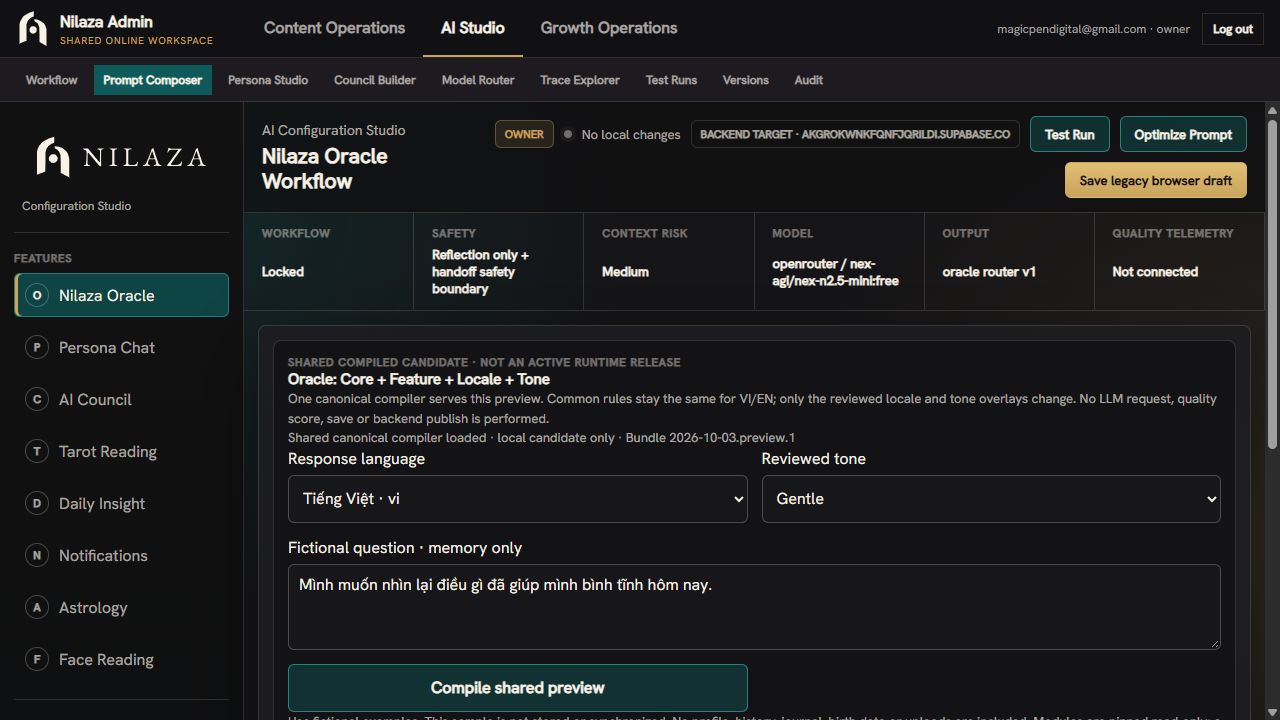 Nilaza Admin
SHARED ONLINE WORKSPACE
Content Operations
AI Studio
Growth Operations
magicpendigital@gmail.com · owner
Log out
Workflow
Prompt Composer
Persona Studio
Council Builder
Model Router
Trace Explorer
Test Runs
Versions
Audit
NILAZA
Configuration Studio
FEATURES
O Nilaza Oracle
P Persona Chat
C AI Council
T Tarot Reading
D Daily Insight
N Notifications
A Astrology
F Face Reading
AI Configuration Studio
Nilaza Oracle
Workflow
OWNER
No local changes
BACKEND TARGET · AKGROKWNKFQNFJQRILDI.SUPABASE.CO
Test Run
Optimize Prompt
Save legacy browser draft
WORKFLOW
Locked
SAFETY
Reflection only +
handoff safety
boundary
CONTEXT RISK
Medium
MODEL
openrouter / nex-
agi/nex-n2.5-mini:free
OUTPUT
oracle router v1
QUALITY TELEMETRY
Not connected
SHARED COMPILED CANDIDATE · NOT AN ACTIVE RUNTIME RELEASE
Oracle: Core + Feature + Locale + Tone
One canonical compiler serves this preview. Common rules stay the same for VI/EN; only the reviewed locale and tone overlays change. No LLM request, quality
score, save or backend publish is performed.
Shared canonical compiler loaded · local candidate only · Bundle 2026-10-03.preview.1
Response language
Tiếng Việt · vi
Reviewed tone
Gentle
Fictional question · memory only
Mình muốn nhìn lại điều gì đã giúp mình bình tĩnh hôm nay.
Compile shared preview